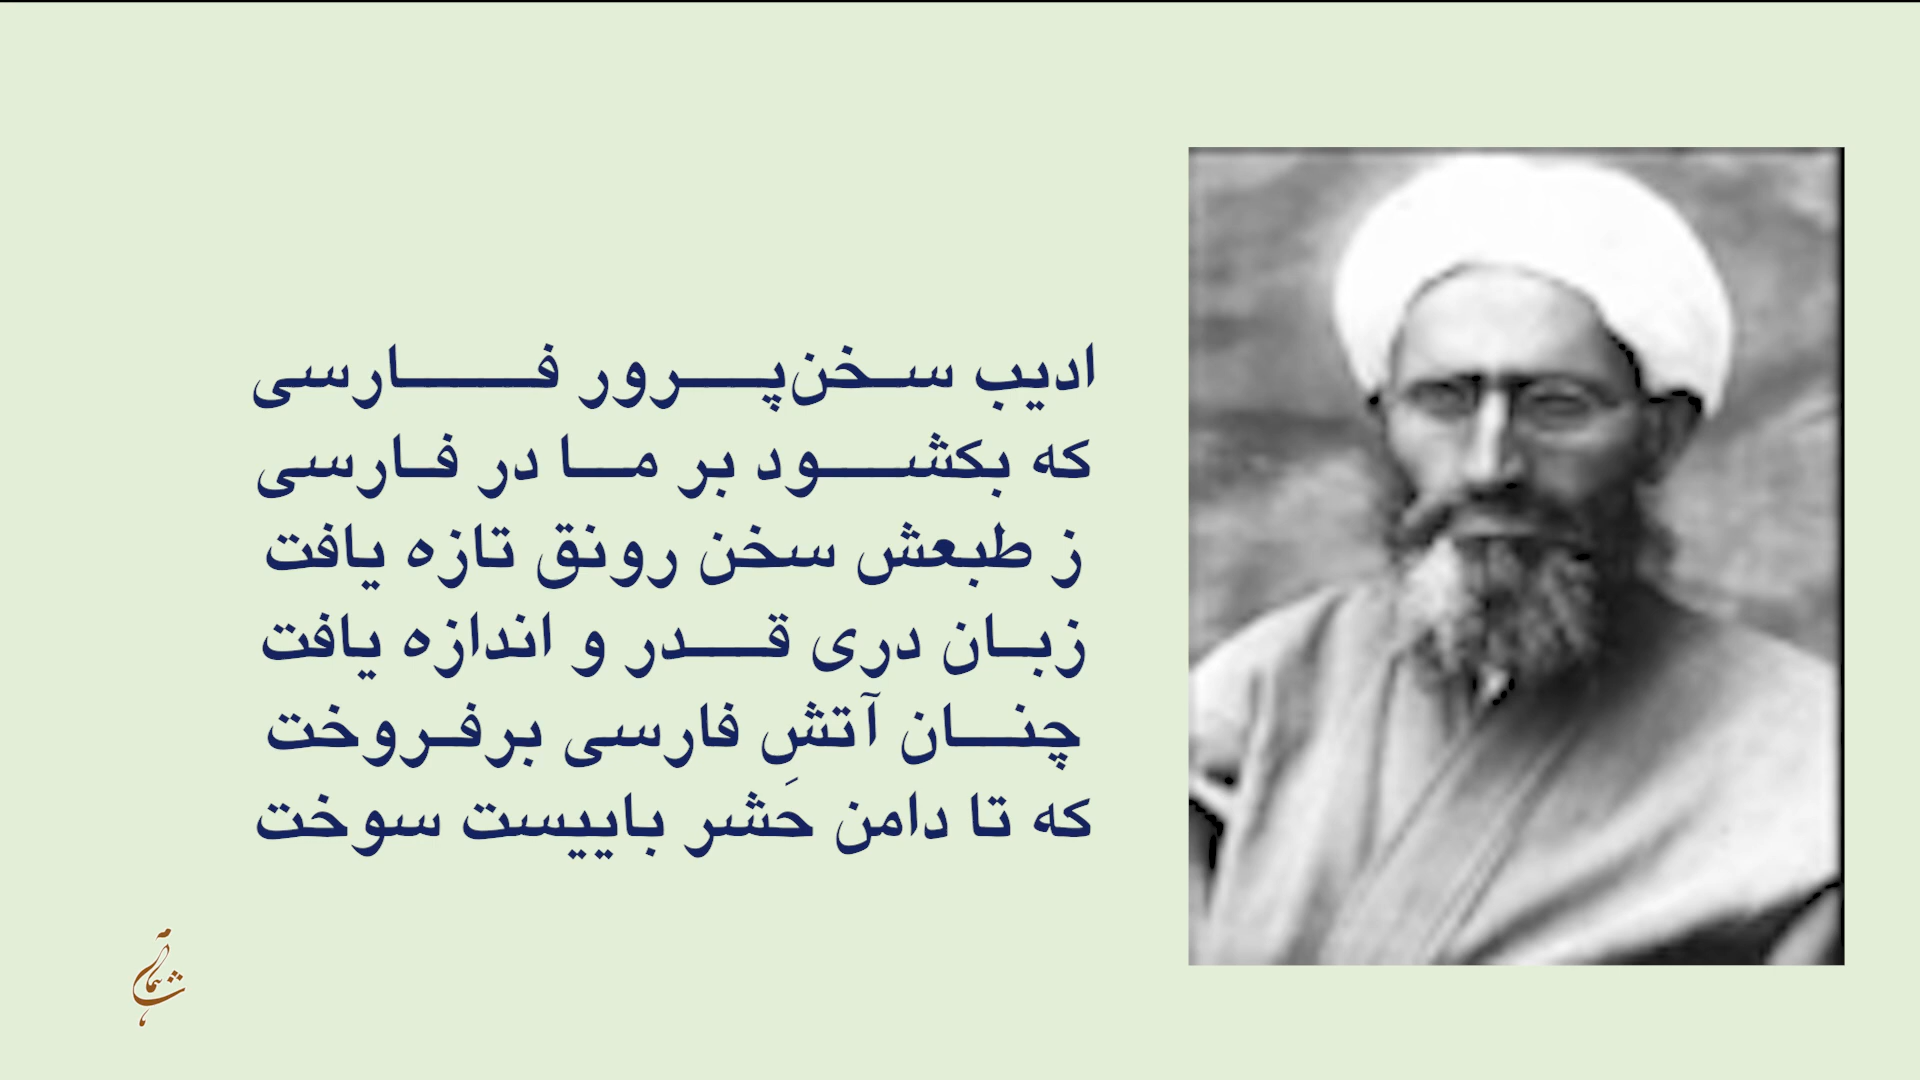 ادیب سخن‌پرور فارسی
که بکشود بر ما در فارسی
ز طبعش سخن رونق تازه یافت
زبان دری قدر و اندازه یافت
چنان آتشِ فارسی برفروخت
که تا دامن حَشر باییست سوخت